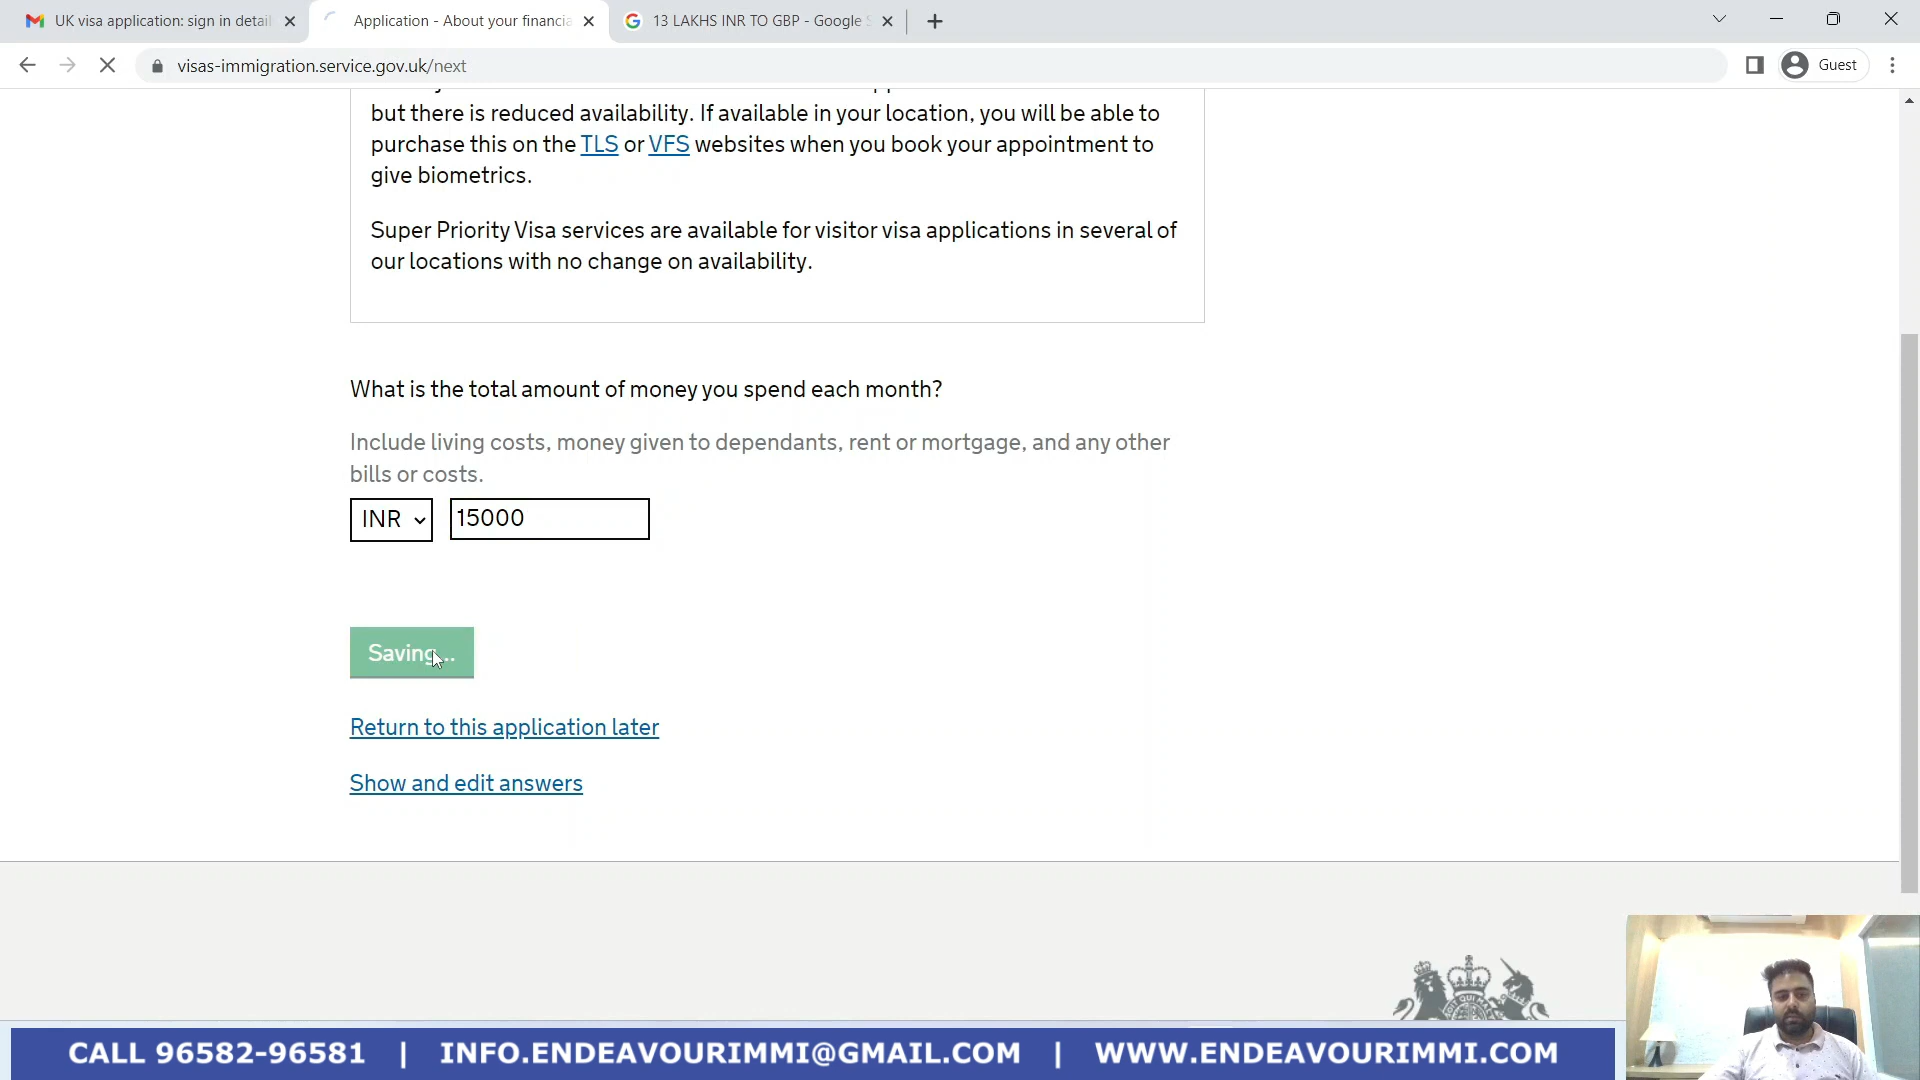 UK visa application: sign in detail
Application - About your financia
13 LAKHS INR TO GBP - Google S
visas-immigration.service.gov.uk/next
Guest
but there is reduced availability. If available in your location, you will be able to
purchase this on the TLS or VFS websites when you book your appointment to
give biometrics.
Super Priority Visa services are available for visitor visa applications in several of
our locations with no change on availability.
What is the total amount of money you spend each month?
Include living costs, money given to dependants, rent or mortgage, and any other
bills or costs.
INR 15000
Saving...
Return to this application later
Show and edit answers
CALL 96582-96581 | INFO.ENDEAVOURIMMI@GMAIL.COM | WWW.ENDEAVOURIMMI.COM